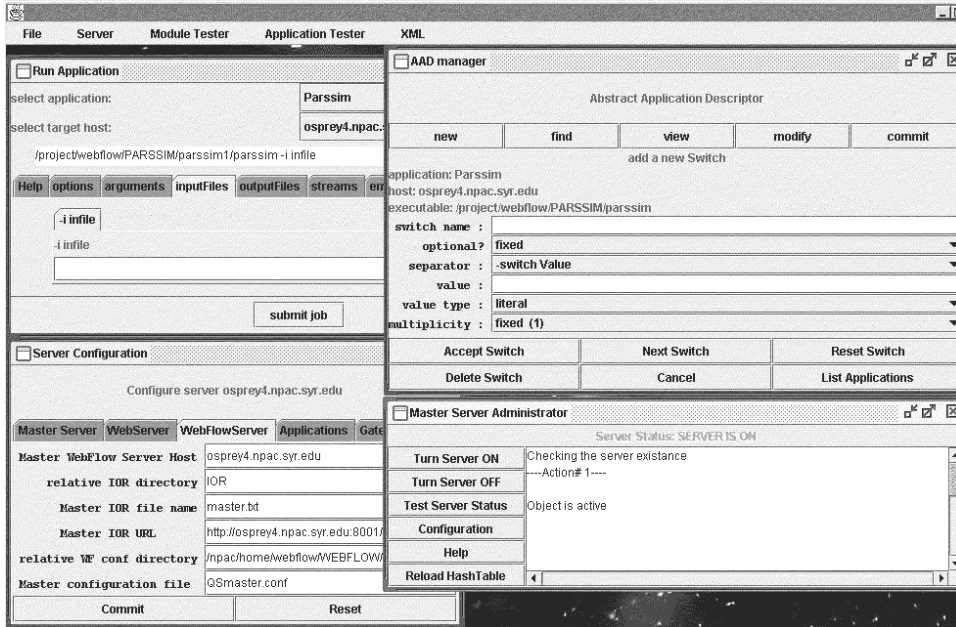 File Server Module Tester Application Tester XML
Run Application
select application: Parssim
select target host: osprey4.npac.
/project/webflow/PARSSIM/parssim1/parssim -i infile
Help options arguments inputFiles outputFiles streams
-i infile
-i infile
submit job
AAD manager
Abstract Application Descriptor
new find view modify commit
add a new Switch
application: Parssim
host: osprey4.npac.syr.edu
executable: /project/webflow/PARSSIM/parssim
switch name :
optional? fixed
separator : -switch Value
value :
value type : literal
multiplicity : fixed (1)
Accept Switch Next Switch Reset Switch
Delete Switch Cancel List Applications
Server Configuration
Configure server osprey4.npac.syr.edu
Master Server WebServer WebFlowServer Applications Gate
Master WebFlow Server Host osprey4.npac.syr.edu
relative IOR directory IOR
Master IOR file name master.txt
Master IOR URL http://osprey4.npac.syr.edu:8001/
relative WF conf directory /npac/home/webflow/WEBFLOW/
Master configuration file QSmaster.conf
Commit Reset
Master Server Administrator
Server Status: SERVER IS ON
Turn Server ON
Turn Server OFF
Test Server Status
Configuration
Help
Reload HashTable
Checking the server existance
----Action# 1----
Object is active